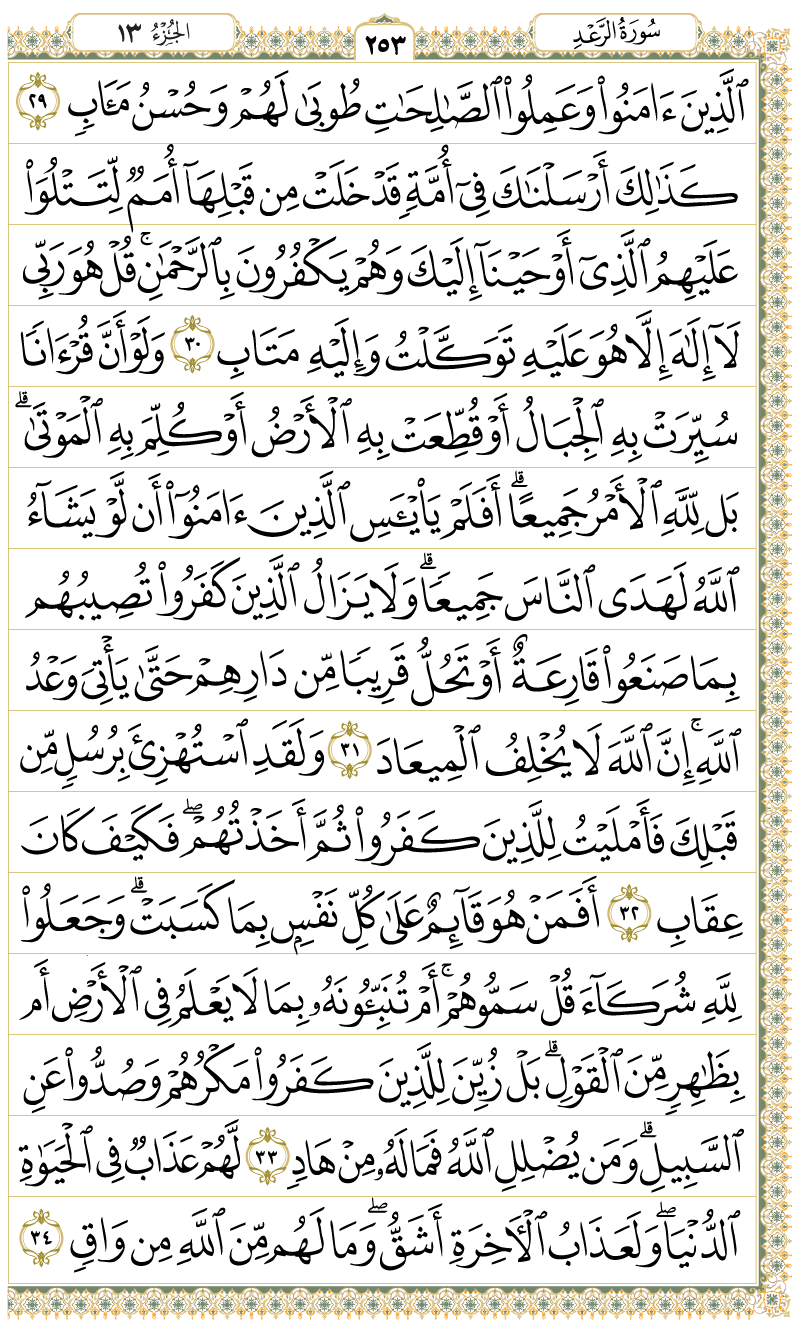 سُورَةُ الرَّعْدِ
٢٥٣
الجُزْءُ ١٣
ٱلَّذِينَ ءَامَنُوا۟ وَعَمِلُوا۟ ٱلصَّٰلِحَٰتِ طُوبَىٰ لَهُمْ وَحُسْنُ مَـَٔابٍ ٢٩
كَذَٰلِكَ أَرْسَلْنَٰكَ فِىٓ أُمَّةٍ قَدْ خَلَتْ مِن قَبْلِهَآ أُمَمٌ لِّتَتْلُوَا۟
عَلَيْهِمُ ٱلَّذِىٓ أَوْحَيْنَآ إِلَيْكَ وَهُمْ يَكْفُرُونَ بِٱلرَّحْمَٰنِ ۚ قُلْ هُوَ رَبِّى
لَآ إِلَٰهَ إِلَّا هُوَ عَلَيْهِ تَوَكَّلْتُ وَإِلَيْهِ مَتَابِ ٣٠ وَلَوْ أَنَّ قُرْءَانًا
سُيِّرَتْ بِهِ ٱلْجِبَالُ أَوْ قُطِّعَتْ بِهِ ٱلْأَرْضُ أَوْ كُلِّمَ بِهِ ٱلْمَوْتَىٰ ۗ
بَل لِّلَّهِ ٱلْأَمْرُ جَمِيعًا ۗ أَفَلَمْ يَا۟يْـَٔسِ ٱلَّذِينَ ءَامَنُوٓا۟ أَن لَّوْ يَشَآءُ
ٱللَّهُ لَهَدَى ٱلنَّاسَ جَمِيعًا ۗ وَلَا يَزَالُ ٱلَّذِينَ كَفَرُوا۟ تُصِيبُهُم
بِمَا صَنَعُوا۟ قَارِعَةٌ أَوْ تَحُلُّ قَرِيبًا مِّن دَارِهِمْ حَتَّىٰ يَأْتِىَ وَعْدُ
ٱللَّهِ ۚ إِنَّ ٱللَّهَ لَا يُخْلِفُ ٱلْمِيعَادَ ٣١ وَلَقَدِ ٱسْتُهْزِئَ بِرُسُلٍ مِّن
قَبْلِكَ فَأَمْلَيْتُ لِلَّذِينَ كَفَرُوا۟ ثُمَّ أَخَذْتُهُمْ ۖ فَكَيْفَ كَانَ
عِقَابِ ٣٢ أَفَمَنْ هُوَ قَآئِمٌ عَلَىٰ كُلِّ نَفْسٍۭ بِمَا كَسَبَتْ ۗ وَجَعَلُوا۟
لِلَّهِ شُرَكَآءَ قُلْ سَمُّوهُمْ ۚ أَمْ تُنَبِّـُٔونَهُۥ بِمَا لَا يَعْلَمُ فِى ٱلْأَرْضِ أَم
بِظَٰهِرٍ مِّنَ ٱلْقَوْلِ ۗ بَلْ زُيِّنَ لِلَّذِينَ كَفَرُوا۟ مَكْرُهُمْ وَصُدُّوا۟ عَنِ
ٱلسَّبِيلِ ۗ وَمَن يُضْلِلِ ٱللَّهُ فَمَا لَهُۥ مِنْ هَادٍ ٣٣ لَّهُمْ عَذَابٌ فِى ٱلْحَيَوٰةِ
ٱلدُّنْيَا ۖ وَلَعَذَابُ ٱلْـَٔاخِرَةِ أَشَقُّ ۖ وَمَا لَهُم مِّنَ ٱللَّهِ مِن وَاقٍ ٣٤